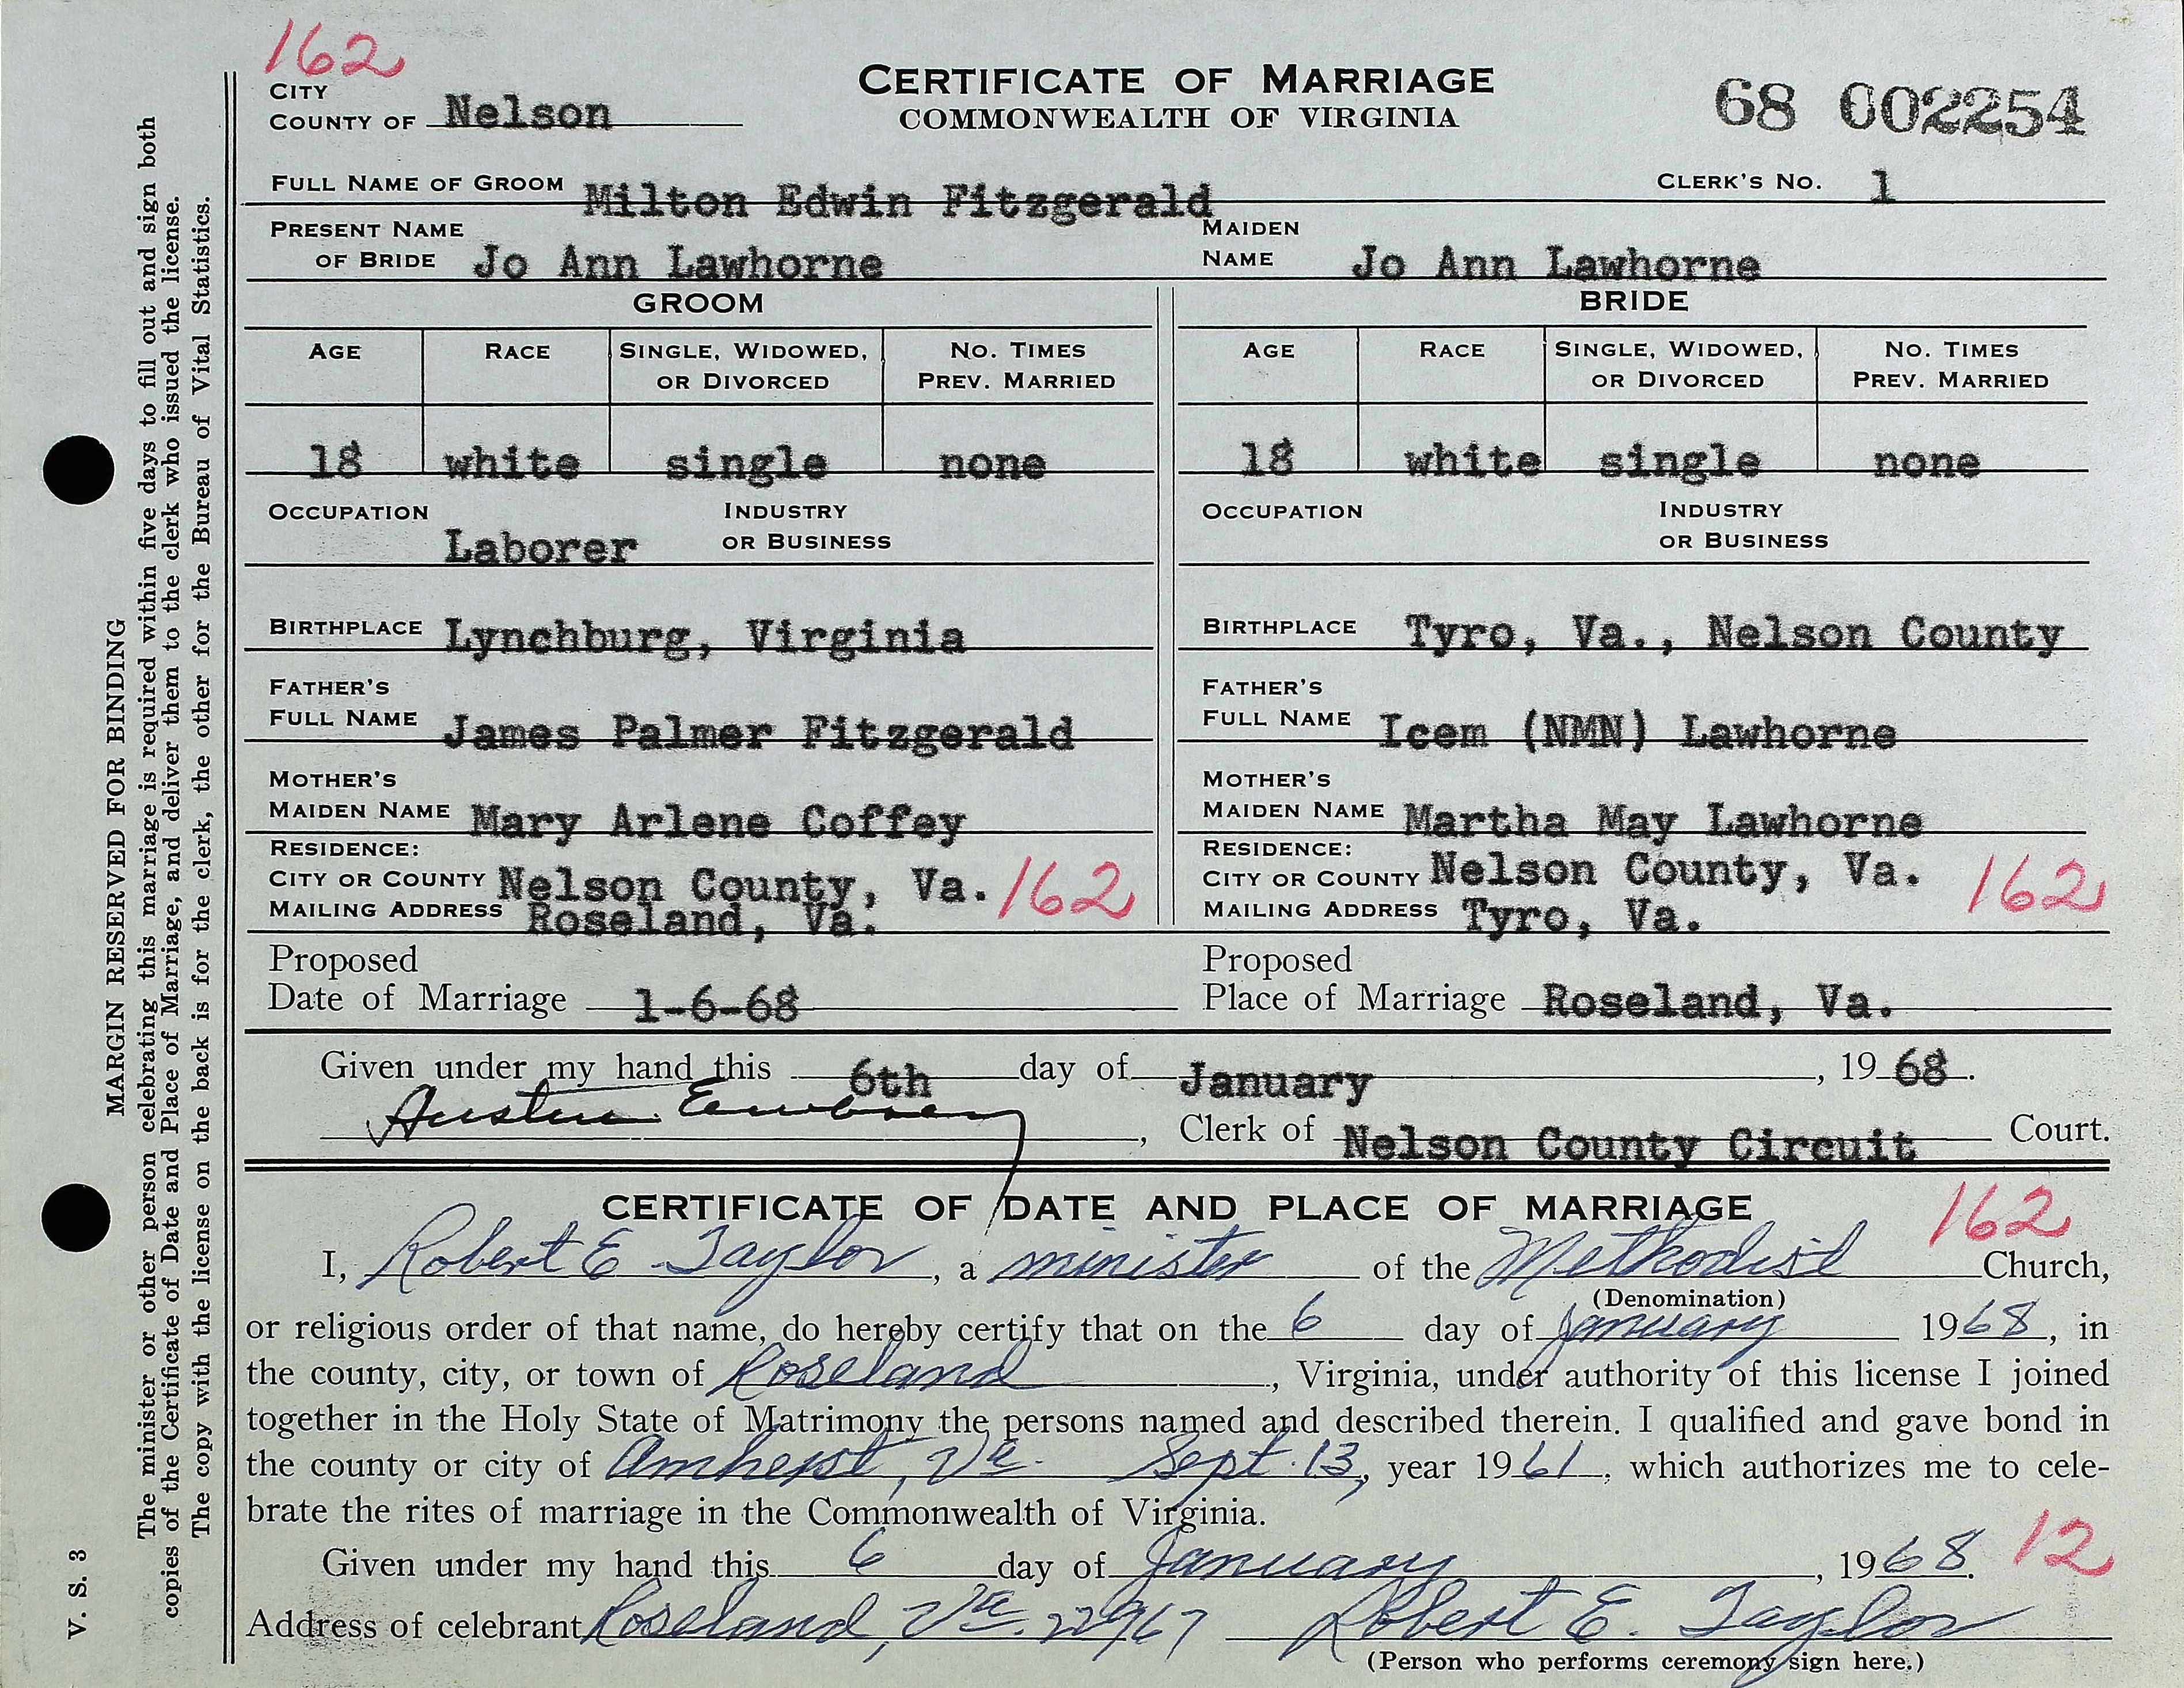 162
CITY
COUNTY OF Nelson
CERTIFICATE OF MARRIAGE
COMMONWEALTH OF VIRGINIA
68 002254
FULL NAME OF GROOM Milton Edwin Fitzgerald
CLERK'S NO. 1
PRESENT NAME
OF BRIDE Jo Ann Lawhorne
MAIDEN
NAME Jo Ann Lawhorne
GROOM
AGE RACE SINGLE, WIDOWED, NO. TIMES
OR DIVORCED PREV. MARRIED
18 white single none
OCCUPATION INDUSTRY
Laborer OR BUSINESS
BIRTHPLACE Lynchburg, Virginia
FATHER'S
FULL NAME James Palmer Fitzgerald
MOTHER'S
MAIDEN NAME Mary Arlene Coffey
RESIDENCE:
CITY OR COUNTY Nelson County, Va. 162
MAILING ADDRESS Roseland, Va.
BRIDE
AGE RACE SINGLE, WIDOWED, NO. TIMES
OR DIVORCED PREV. MARRIED
18 white single none
OCCUPATION INDUSTRY
OR BUSINESS
BIRTHPLACE Tyro, Va., Nelson County
FATHER'S
FULL NAME Icem (NMN) Lawhorne
MOTHER'S
MAIDEN NAME Martha May Lawhorne
RESIDENCE:
CITY OR COUNTY Nelson County, Va. 162
MAILING ADDRESS Tyro, Va.
Proposed
Date of Marriage 1-6-68
Proposed
Place of Marriage Roseland, Va.
Given under my hand this 6th day of January, 1968.
Austin Embrey, Clerk of Nelson County Circuit Court.
CERTIFICATE OF DATE AND PLACE OF MARRIAGE 162
I, Robert E Taylor, a minister of the Methodist Church,
(Denomination)
or religious order of that name, do hereby certify that on the 6 day of January 1968, in
the county, city, or town of Roseland, Virginia, under authority of this license I joined
together in the Holy State of Matrimony the persons named and described therein. I qualified and gave bond in
the county or city of Amherst, Va. Sept. 13, year 1961, which authorizes me to cele-
brate the rites of marriage in the Commonwealth of Virginia.
Given under my hand this 6 day of January, 1968. 12
Address of celebrant Roseland, Va. 22967 Robert E. Taylor
(Person who performs ceremony sign here.)
V. S. 3
MARGIN RESERVED FOR BINDING
The minister or other person celebrating this marriage is required within five days to fill out and sign both
copies of the Certificate of Date and Place of Marriage, and deliver them to the clerk who issued the license.
The copy with the license on the back is for the clerk, the other for the Bureau of Vital Statistics.